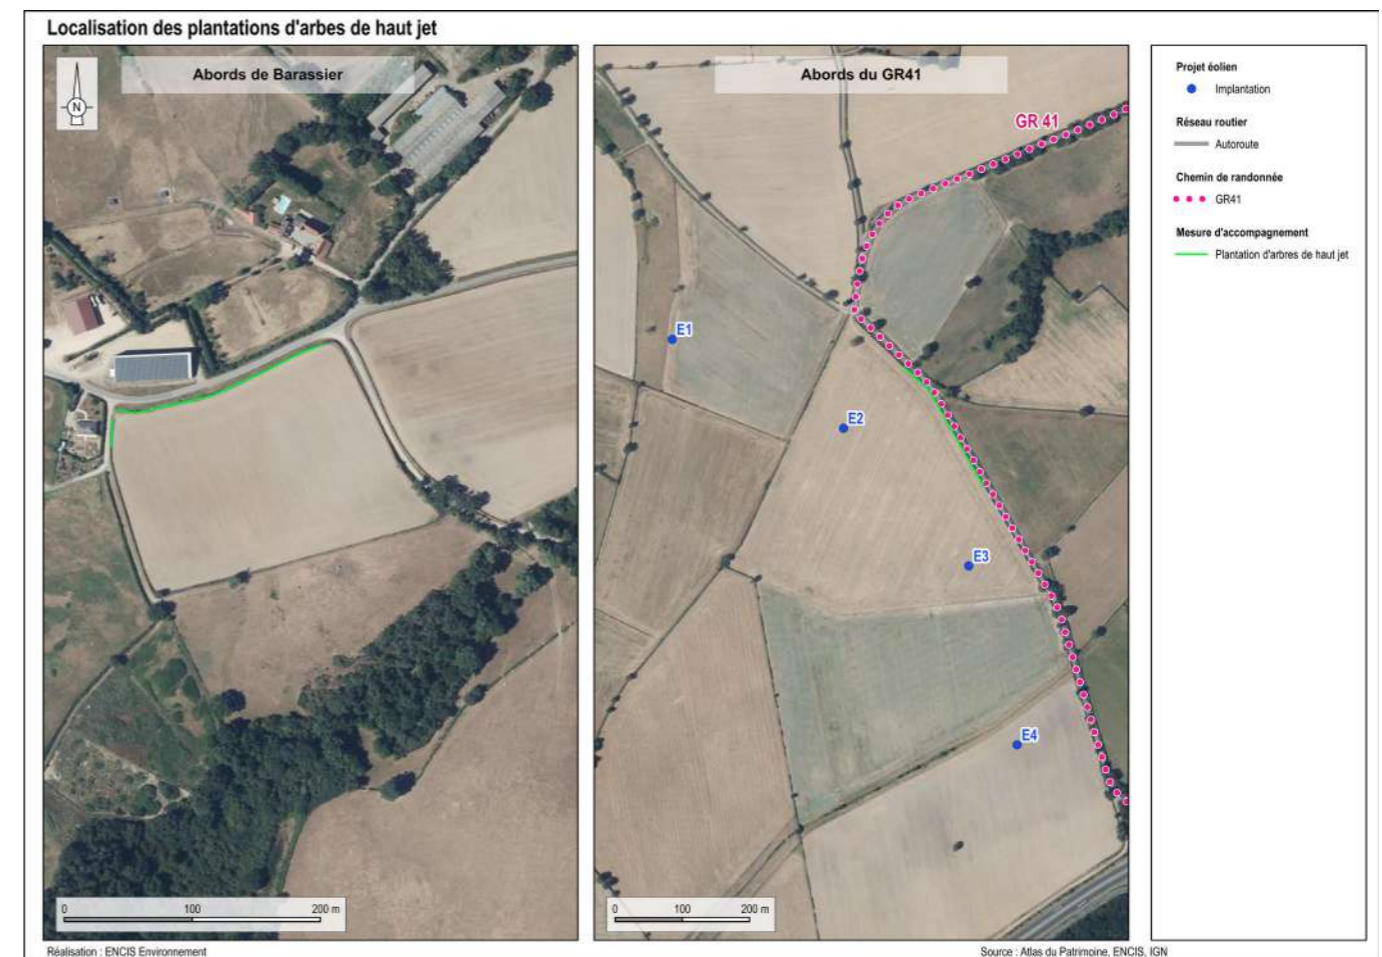 Localisation des plantations d'arbes de haut jet
Abords de Barassier
N
0 100 200 m
Abords du GR41
GR 41
E1
E2
E3
E4
0 100 200 m
Projet éolien
Implantation
Réseau routier
Autoroute
Chemin de randonnée
GR41
Mesure d'accompagnement
Plantation d'arbres de haut jet
Réalisation : ENCIS Environnement
Source : Atlas du Patrimoine, ENCIS, IGN